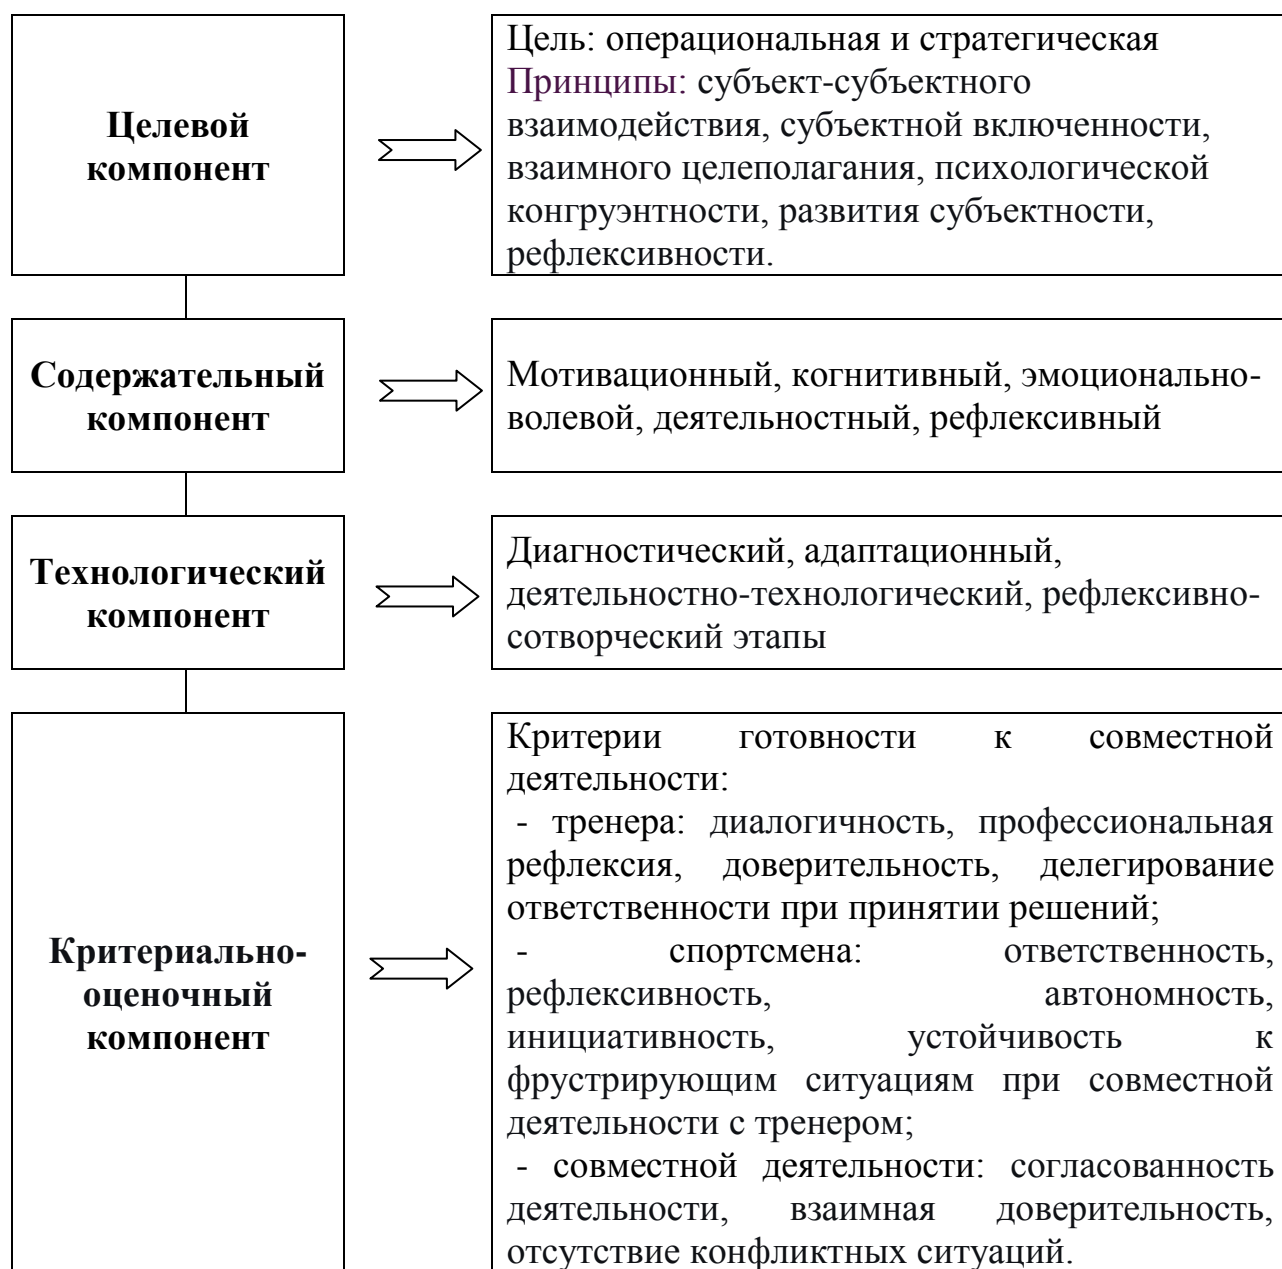 Целевой
компонент
Цель: операциональная и стратегическая
Принципы: субъект-субъектного
взаимодействия, субъектной включенности,
взаимного целеполагания, психологической
конгруэнтности, развития субъектности,
рефлексивности.
Содержательный
компонент
Мотивационный, когнитивный, эмоционально-
волевой, деятельностный, рефлексивный
Технологический
компонент
Диагностический, адаптационный,
деятельностно-технологический, рефлексивно-
сотворческий этапы
Критериально-
оценочный
компонент
Критерии готовности к совместной
деятельности:
- тренера: диалогичность, профессиональная
рефлексия, доверительность, делегирование
ответственности при принятии решений;
- спортсмена: ответственность,
рефлексивность, автономность,
инициативность, устойчивость к
фрустрирующим ситуациям при совместной
деятельности с тренером;
- совместной деятельности: согласованность
деятельности, взаимная доверительность,
отсутствие конфликтных ситуаций.